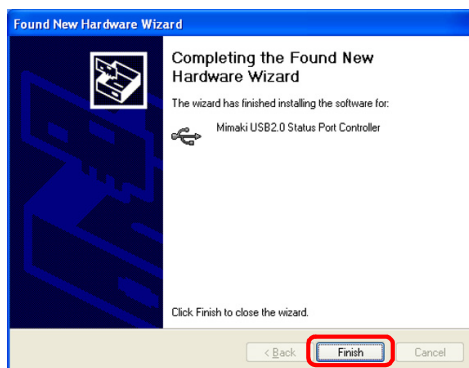 Found New Hardware Wizard
Completing the Found New
Hardware Wizard
The wizard has finished installing the software for:
Mimaki USB2.0 Status Port Controller
Click Finish to close the wizard.
< Back
Finish
Cancel